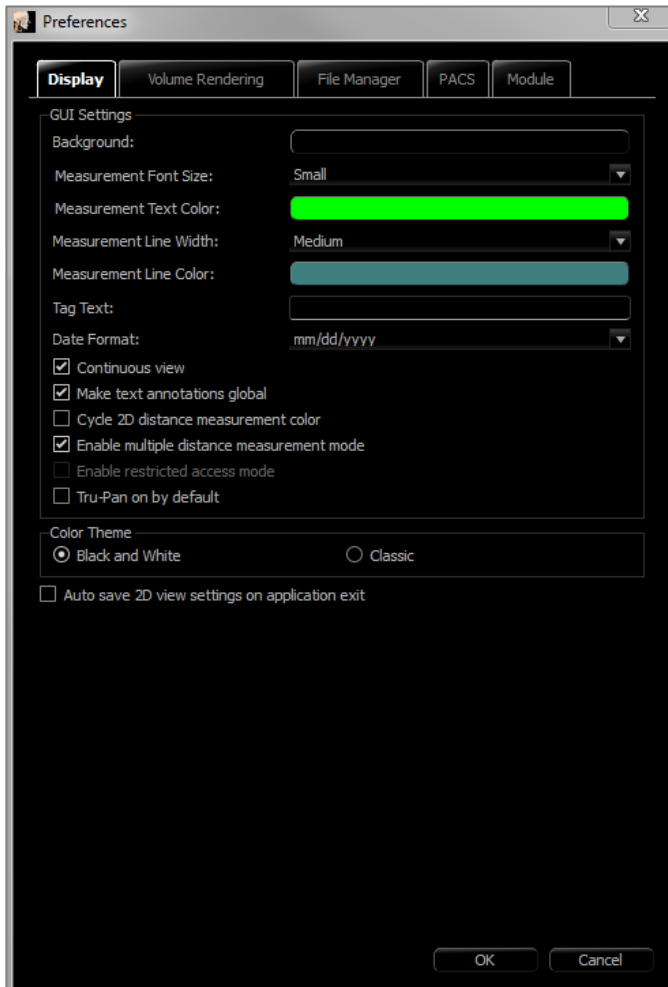 Preferences
Display Volume Rendering File Manager PACS Module
GUI Settings
Background:
Measurement Font Size: Small
Measurement Text Color:
Measurement Line Width: Medium
Measurement Line Color:
Tag Text:
Date Format: mm/dd/yyyy
Continuous view
Make text annotations global
Cycle 2D distance measurement color
Enable multiple distance measurement mode
Enable restricted access mode
Tru-Pan on by default
Color Theme
Black and White Classic
Auto save 2D view settings on application exit
OK Cancel